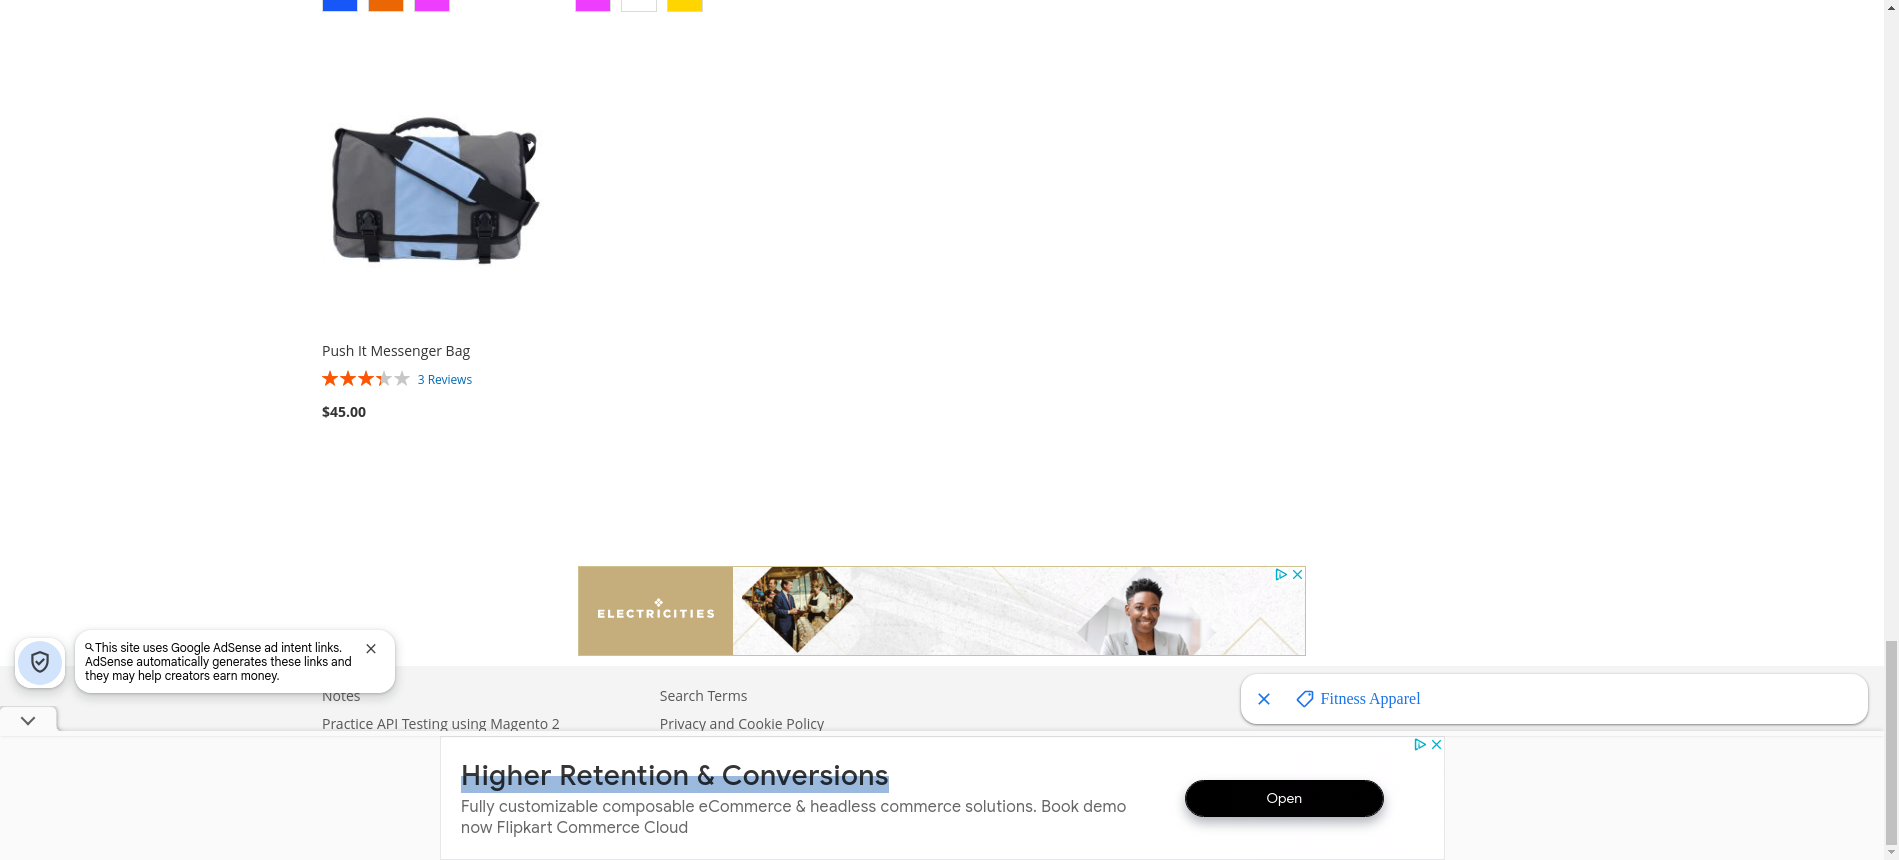 Push It Messenger Bag
3 Reviews
$45.00
ELECTRICITIES
This site uses Google AdSense ad intent links.
AdSense automatically generates these links and
they may help creators earn money.
Notes
Search Terms
Fitness Apparel
Practice API Testing using Magento 2
Privacy and Cookie Policy
Higher Retention & Conversions
Fully customizable composable eCommerce & headless commerce solutions. Book demo
now Flipkart Commerce Cloud
Open